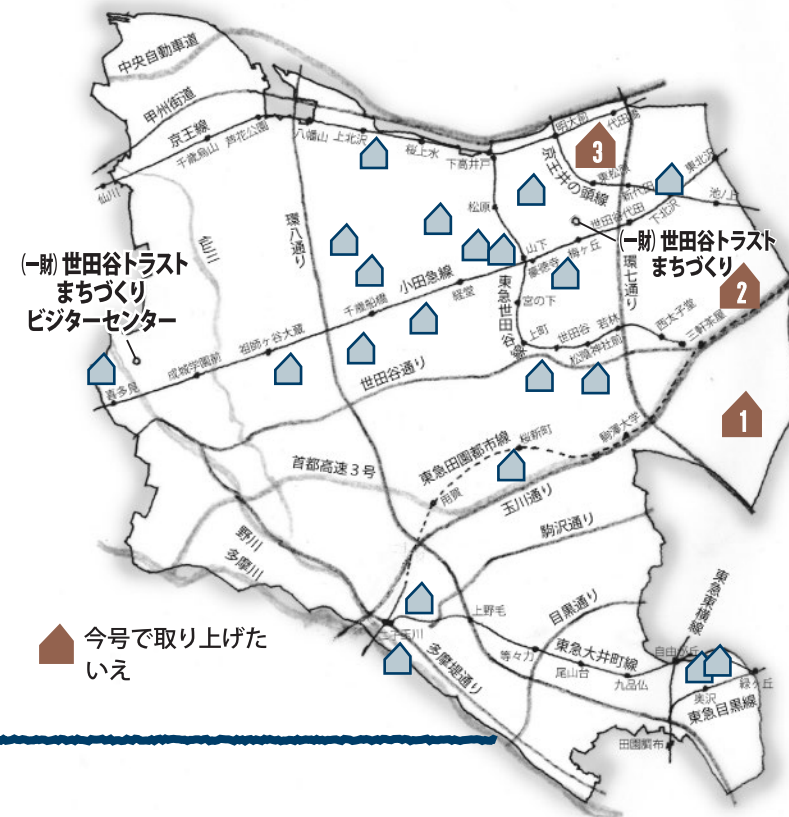 中央自動車道
甲州街道
京王線
仙川
千歳烏山
芦花公園
八幡山
上北沢
桜上水
下高井戸
明大前
代田橋
3
京王井の頭線
東松原
新代田
東北沢
池ノ上
下北沢
世田谷代田
梅ヶ丘
豪徳寺
山下
松原
環八通り
仙川
(一財)世田谷トラスト
まちづくり
ビジターセンター
(一財)世田谷トラスト
まちづくり
環七通り
2
小田急線
経堂
千歳船橋
祖師ヶ谷大蔵
成城学園前
喜多尾
東急世田谷線
宮の下
上町
世田谷
若林
松陰神社前
西太子堂
三軒茶屋
世田谷通り
1
駒澤大学
桜新町
東急田園都市線
用賀
首都高速3号
玉川通り
駒沢通り
野川
多摩川
目黒通り
東急東横線
上野毛
二子玉川
等々力
尾山台
九品仏
東急大井町線
自由が丘
緑ヶ丘
奥沢
東急目黒線
田園調布
多摩堤通り
今号で取り上げた
いえ